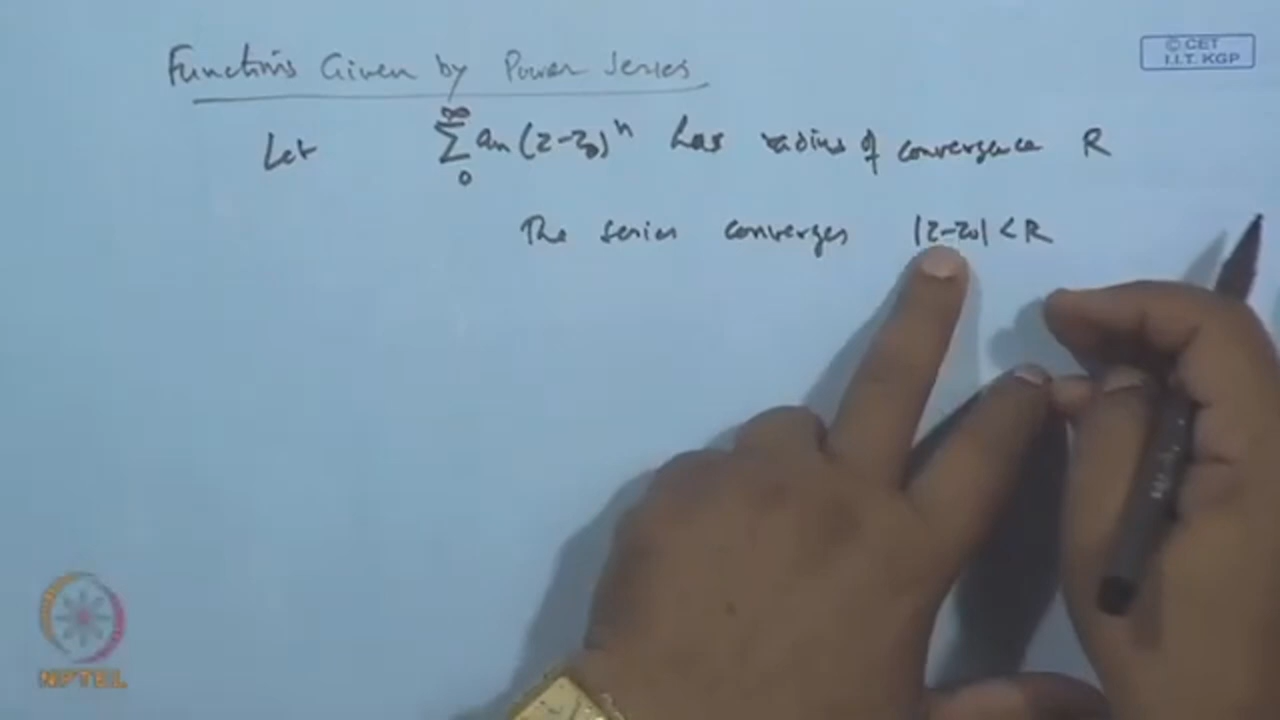 Functions Given by Power Series
© CET
I.I.T. KGP
Let ∑₀^∞ aₙ (z-z₀)ⁿ has radius of convergence R
The series converges |z-z₀| < R
NPTEL